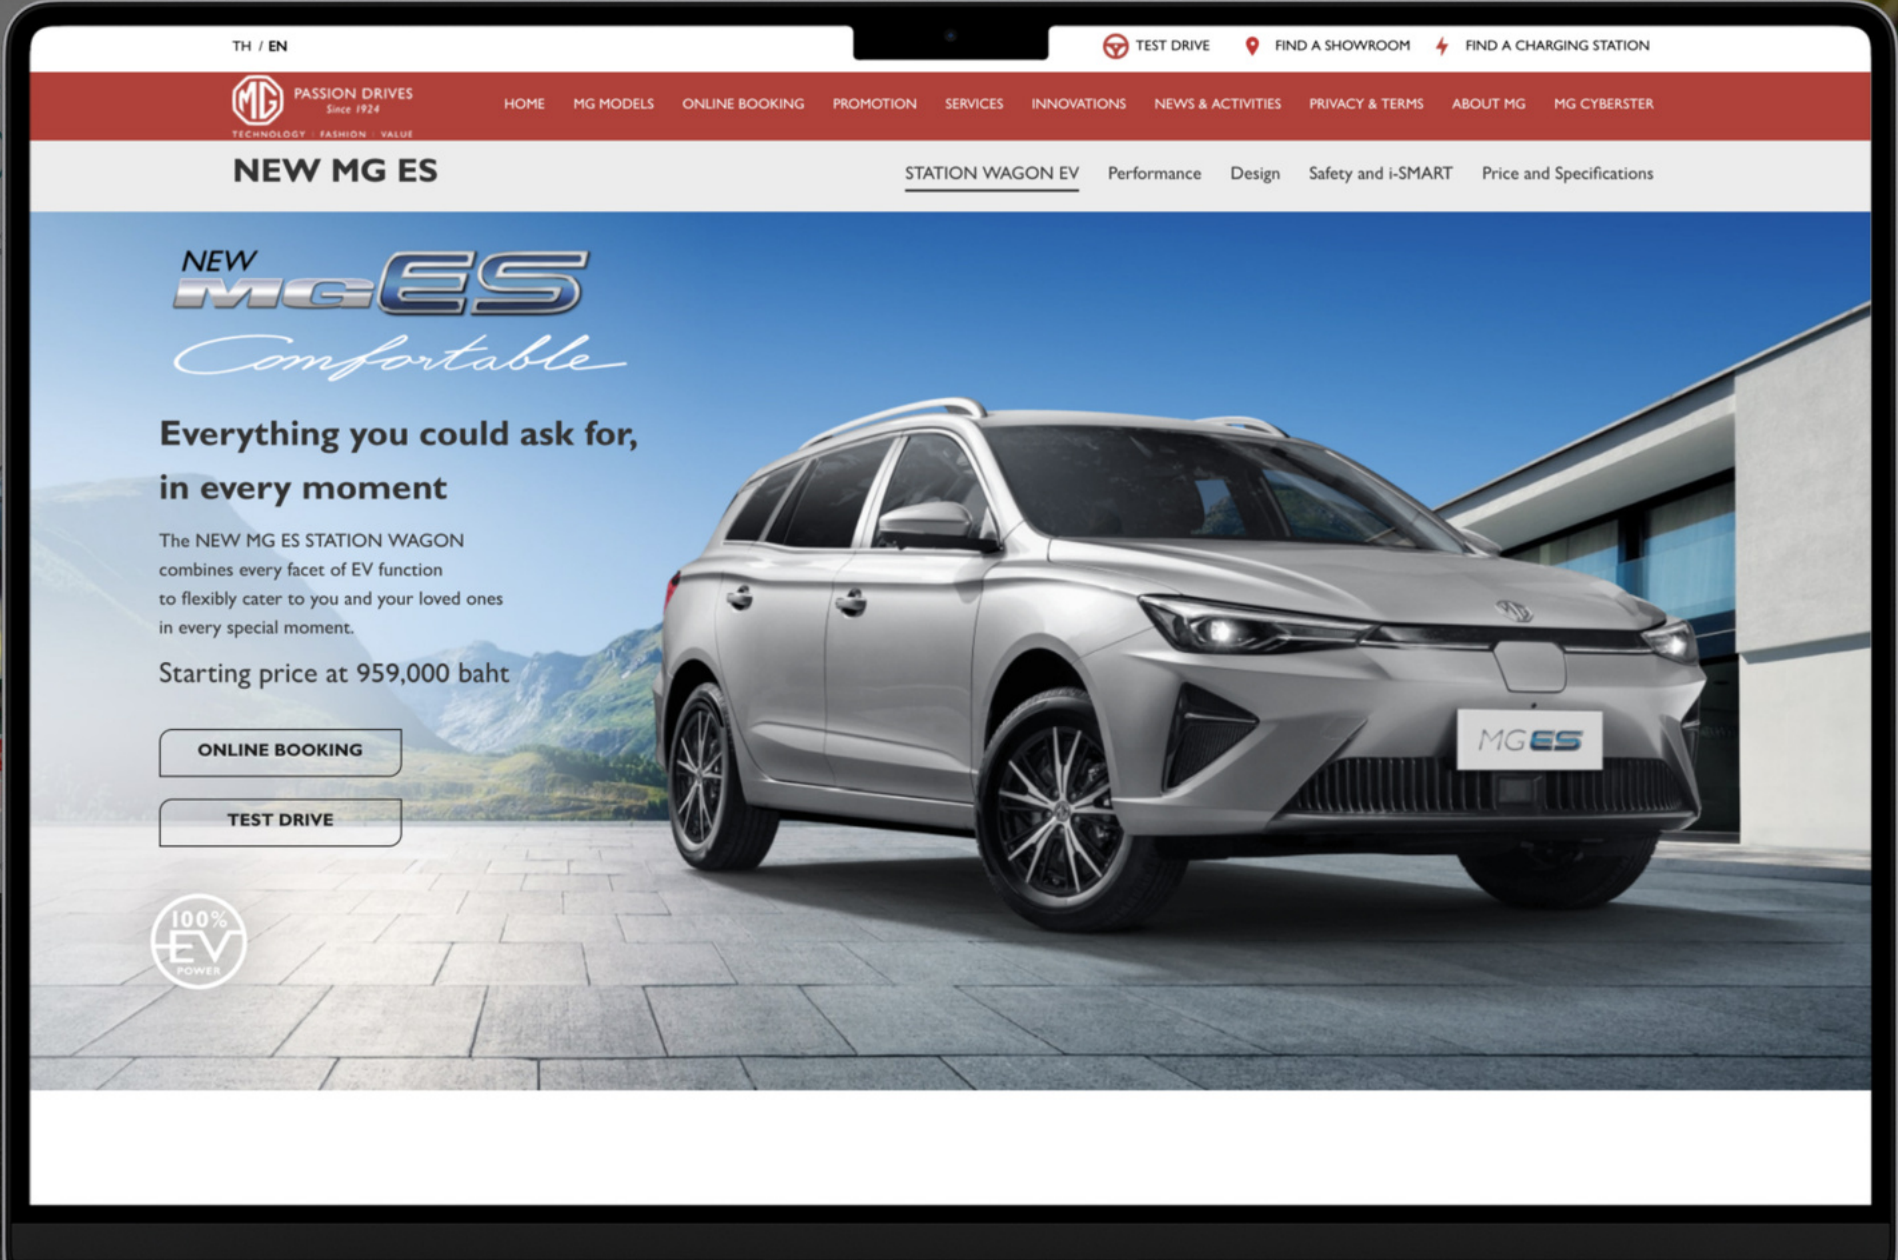 TH / EN
TEST DRIVE
FIND A SHOWROOM
FIND A CHARGING STATION
MG
PASSION DRIVES
Since 1924
TECHNOLOGY | FASHION | VALUE
HOME
MG MODELS
ONLINE BOOKING
PROMOTION
SERVICES
INNOVATIONS
NEWS & ACTIVITIES
PRIVACY & TERMS
ABOUT MG
MG CYBERSTER
NEW MG ES
STATION WAGON EV
Performance
Design
Safety and i-SMART
Price and Specifications
NEW
MG ES
Comfortable
Everything you could ask for,
in every moment
The NEW MG ES STATION WAGON
combines every facet of EV function
to flexibly cater to you and your loved ones
in every special moment.
Starting price at 959,000 baht
ONLINE BOOKING
TEST DRIVE
100%
EV
POWER
MG
MG ES